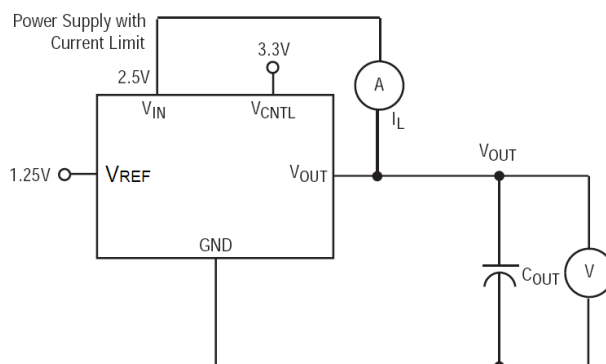 Power Supply with
Current Limit
2.5V
3.3V
A
VIN
VCNTL
IL
1.25V
VREF
VOUT
VOUT
GND
COUT
V